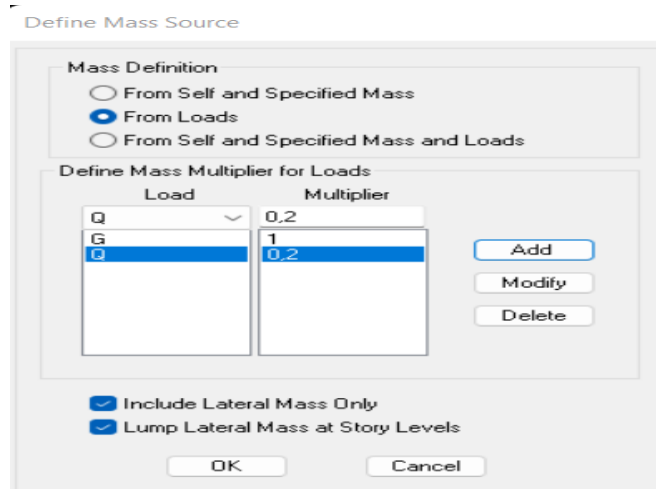 Define Mass Source
Mass Definition
From Self and Specified Mass
From Loads
From Self and Specified Mass and Loads
Define Mass Multiplier for Loads
Load Multiplier
Q 0,2
G 1
Q 0,2
Add
Modify
Delete
Include Lateral Mass Only
Lump Lateral Mass at Story Levels
OK Cancel